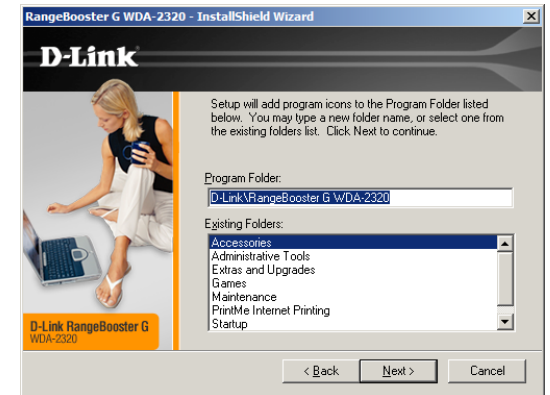 RangeBooster G WDA-2320 - InstallShield Wizard
D-Link
Setup will add program icons to the Program Folder listed
below. You may type a new folder name, or select one from
the existing folders list. Click Next to continue.
Program Folder:
D-Link\RangeBooster G WDA-2320
Existing Folders:
Accessories
Administrative Tools
Extras and Upgrades
Games
Maintenance
PrintMe Internet Printing
Startup
D-Link RangeBooster G
WDA-2320
< Back
Next >
Cancel